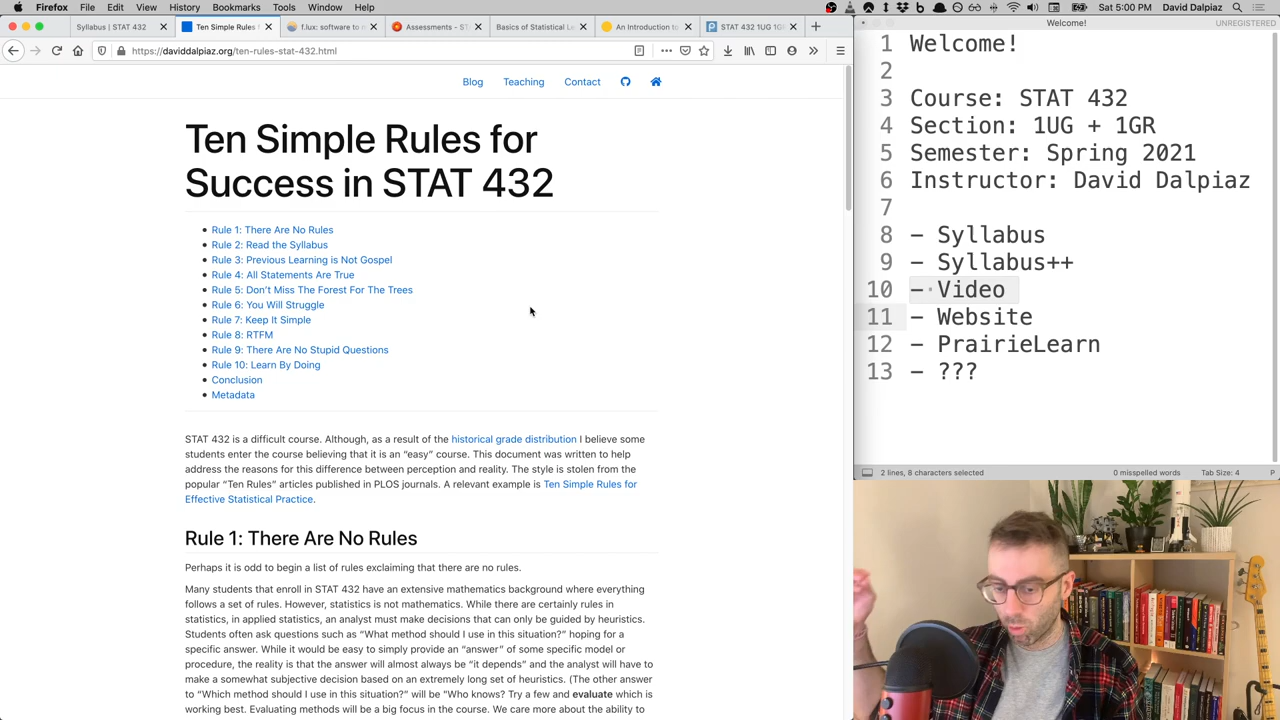 Firefox File Edit View History Bookmarks Tools Window Help
Sat 5:00 PM David Dalpiaz
Syllabus | STAT 432
Ten Simple Rules f
f.lux: software to m
Assessments – ST
Basics of Statistical Le
An Introduction to
STAT 432 1UG 1G
https://daviddalpiaz.org/ten-rules-stat-432.html
Blog Teaching Contact
Ten Simple Rules for
Success in STAT 432
Rule 1: There Are No Rules
Rule 2: Read the Syllabus
Rule 3: Previous Learning is Not Gospel
Rule 4: All Statements Are True
Rule 5: Don't Miss The Forest For The Trees
Rule 6: You Will Struggle
Rule 7: Keep It Simple
Rule 8: RTFM
Rule 9: There Are No Stupid Questions
Rule 10: Learn By Doing
Conclusion
Metadata
STAT 432 is a difficult course. Although, as a result of the historical grade distribution I believe some
students enter the course believing that it is an “easy” course. This document was written to help
address the reasons for this difference between perception and reality. The style is stolen from the
popular “Ten Rules” articles published in PLOS journals. A relevant example is Ten Simple Rules for
Effective Statistical Practice.
Rule 1: There Are No Rules
Perhaps it is odd to begin a list of rules exclaiming that there are no rules.
Many students that enroll in STAT 432 have an extensive mathematics background where everything
follows a set of rules. However, statistics is not mathematics. While there are certainly rules in
statistics, in applied statistics, an analyst must make decisions that can only be guided by heuristics.
Students often ask questions such as “What method should I use in this situation?” hoping for a
specific answer. While it would be easy to simply provide an “answer” of some specific model or
procedure, the reality is that the answer will almost always be “it depends” and the analyst will have to
make a somewhat subjective decision based on an extremely long set of heuristics. (The other answer
to “Which method should I use in this situation?” will be "Who knows? Try a few and evaluate which is
working best. Evaluating methods will be a big focus in the course. We care more about the ability to
Welcome! UNREGISTERED
1 Welcome!
2
3 Course: STAT 432
4 Section: 1UG + 1GR
5 Semester: Spring 2021
6 Instructor: David Dalpiaz
7
8 - Syllabus
9 - Syllabus++
10 - Video
11 - Website
12 - PrairieLearn
13 - ???
2 lines, 8 characters selected 0 misspelled words Tab Size: 4 P